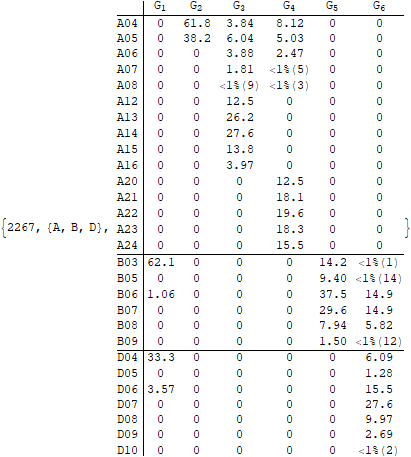 G1 G2 G3 G4 G5 G6
A04 0 61.8 3.84 8.12 0 0
A05 0 38.2 6.04 5.03 0 0
A06 0 0 3.88 2.47 0 0
A07 0 0 1.81 <1%(5) 0 0
A08 0 0 <1%(9) <1%(3) 0 0
A12 0 0 12.5 0 0 0
A13 0 0 26.2 0 0 0
A14 0 0 27.6 0 0 0
A15 0 0 13.8 0 0 0
A16 0 0 3.97 0 0 0
A20 0 0 0 12.5 0 0
A21 0 0 0 18.1 0 0
A22 0 0 0 19.6 0 0
{2267, {A, B, D}, A23 0 0 0 18.3 0 0 }
A24 0 0 0 15.5 0 0
B03 62.1 0 0 0 14.2 <1%(1)
B05 0 0 0 0 9.40 <1%(14)
B06 1.06 0 0 0 37.5 14.9
B07 0 0 0 0 29.6 14.9
B08 0 0 0 0 7.94 5.82
B09 0 0 0 0 1.50 <1%(12)
D04 33.3 0 0 0 0 6.09
D05 0 0 0 0 0 1.28
D06 3.57 0 0 0 0 15.5
D07 0 0 0 0 0 27.6
D08 0 0 0 0 0 9.97
D09 0 0 0 0 0 2.69
D10 0 0 0 0 0 <1%(2)